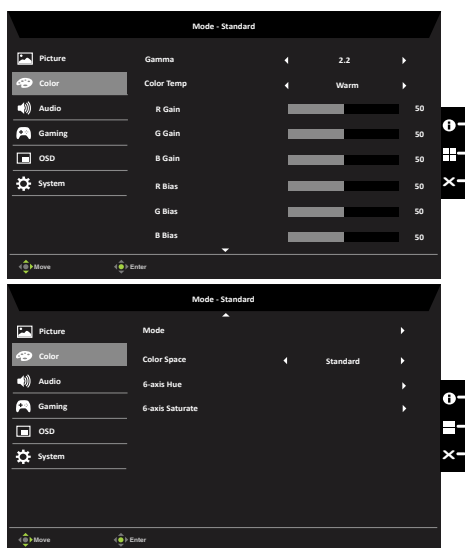 Mode - Standard
Picture
Gamma 2.2
Color
Color Temp Warm
Audio
R Gain 50
Gaming
G Gain 50
OSD
B Gain 50
System
R Bias 50
G Bias 50
B Bias 50
Move Enter
Mode - Standard
Picture
Mode
Color
Color Space Standard
Audio
6-axis Hue
Gaming
6-axis Saturate
OSD
System
Move Enter